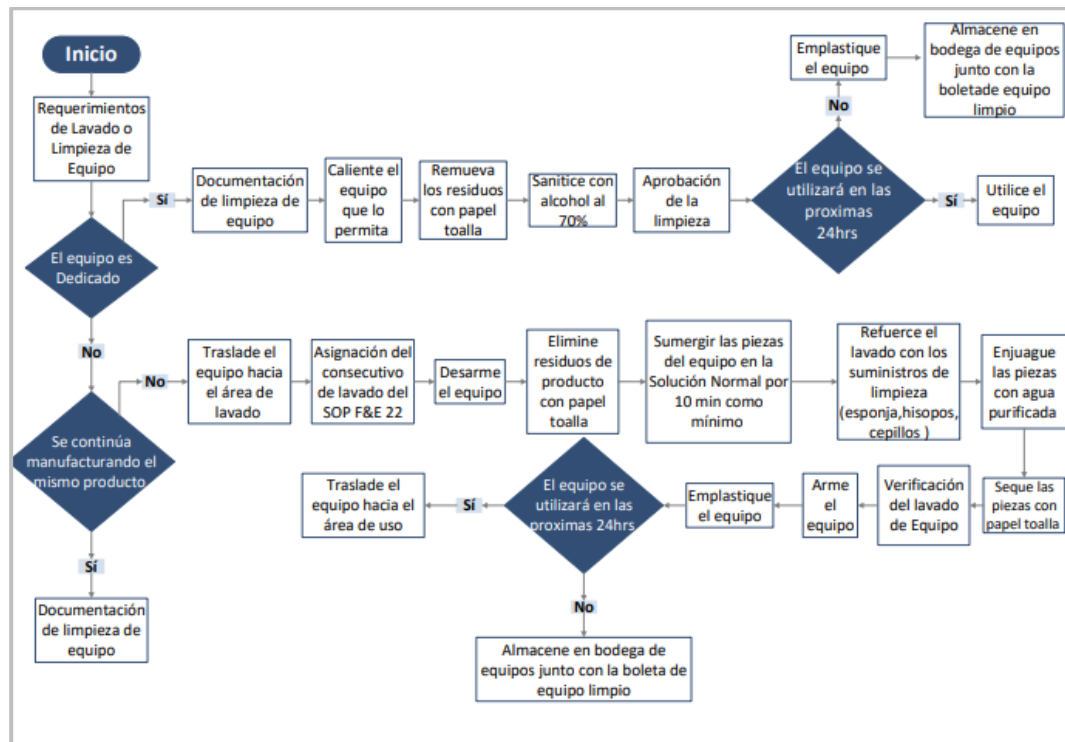 Inicio
Requerimientos
de Lavado o
Limpieza de
Equipo
El equipo es
Dedicado
Sí
Documentación
de limpieza de
equipo
Caliente el
equipo
que lo
permita
Remueva
los residuos
con papel
toalla
Sanitice con
alcohol al
70%
Aprobación
de la
limpieza
El equipo se
utilizará en las
proximas
24hrs
No
Emplastique
el equipo
Almacene en
bodega de equipos
junto con la
boletade equipo
limpio
Sí
Utilice el
equipo
No
Se continúa
manufacturando el
mismo producto
No
Traslade el
equipo hacia
el área de
lavado
Asignación del
consecutivo
de lavado del
SOP F&E 22
Desarme
el equipo
Elimine
residuos de
producto
con papel
toalla
Sumergir las piezas
del equipo en la
Solución Normal por
10 min como
mínimo
Refuerce el
lavado con los
suministros de
limpieza
(esponja,hisopos,
cepillos )
Enjuague
las piezas
con agua
purificada
Seque las
piezas con
papel toalla
Verificación
del lavado
de Equipo
Arme
el
equipo
Emplastique
el equipo
El equipo se
utilizará en las
proximas 24hrs
Sí
Traslade el
equipo hacia el
área de uso
No
Almacene en bodega de
equipos junto con la boleta de
equipo limpio
Sí
Documentación
de limpieza de
equipo